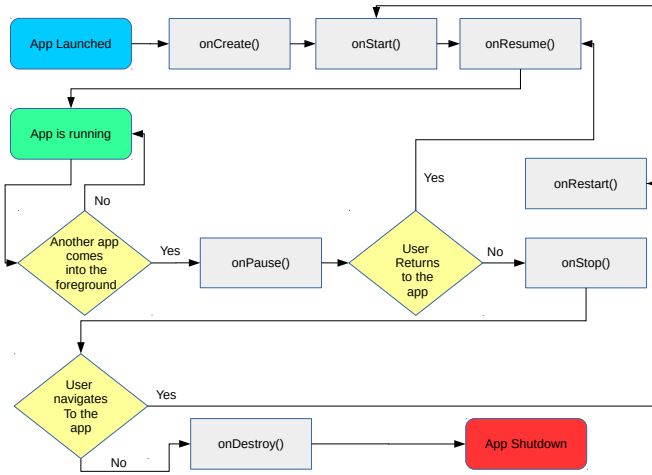 App Launched
onCreate()
onStart()
onResume()
App is running
Yes
onRestart()
No
Another app
comes
into the
foreground
Yes
onPause()
User
Returns
to the
app
No
onStop()
User
navigates
To the
app
Yes
No
onDestroy()
App Shutdown